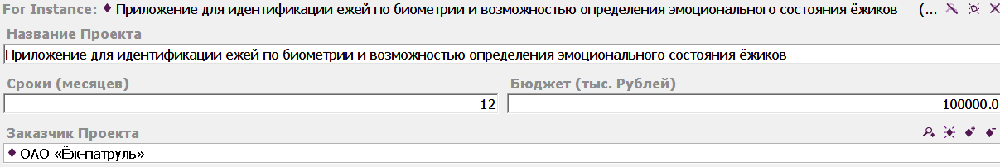 For Instance: Приложение для идентификации ежей по биометрии и возможностью определения эмоционального состояния ёжиков (...
Название Проекта
Приложение для идентификации ежей по биометрии и возможностью определения эмоционального состояния ёжиков
Сроки (месяцев) Бюджет (тыс. Рублей)
12 100000.0
Заказчик Проекта
ОАО «Ёж-патруль»